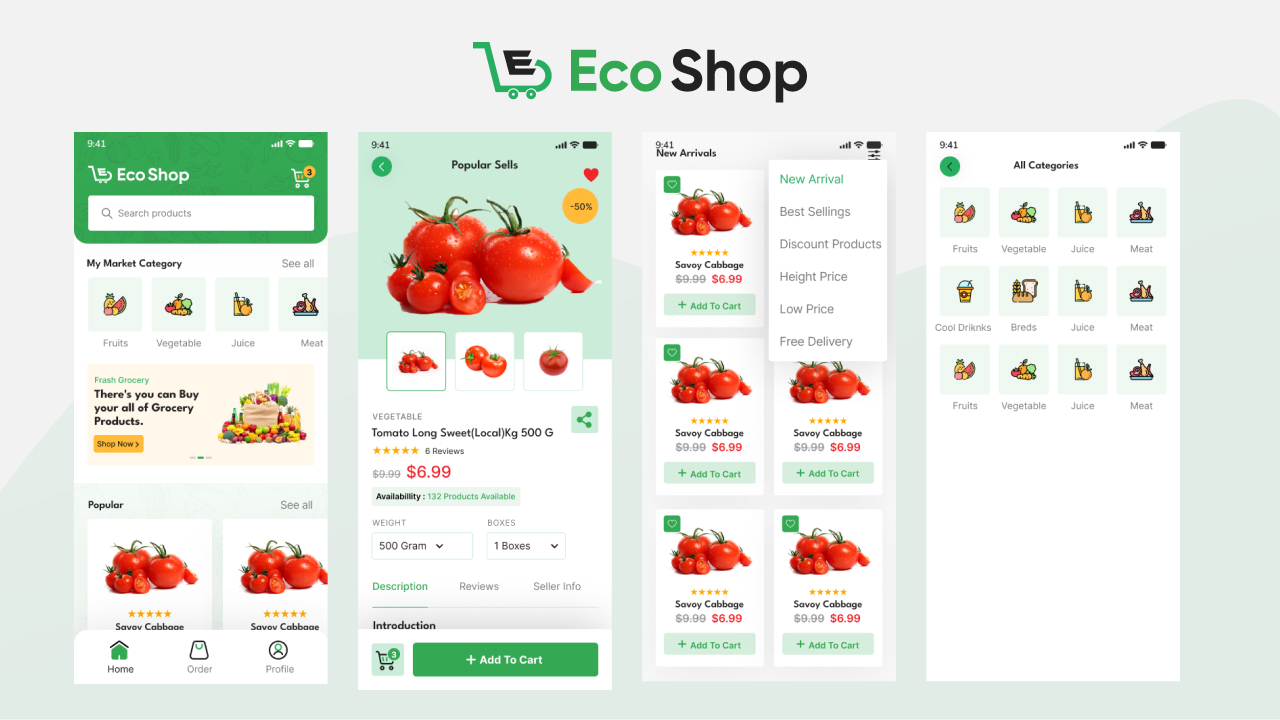 Eco Shop
9:41
Eco Shop
3
Search products
My Market Category
See all
Fruits
Vegetable
Juice
Meat
Frash Grocery
There's you can Buy
your all of Grocery
Products.
Shop Now >
Popular
See all
Savoy Cabbage
Savoy Cabbage
Home
Order
Profile
9:41
Popular Sells
-50%
VEGETABLE
Tomato Long Sweet(Local)Kg 500 G
6 Reviews
$9.99 $6.99
Availabillity : 132 Products Available
WEIGHT
BOXES
500 Gram
1 Boxes
Description
Reviews
Seller Info
Introduction
3
+ Add To Cart
9:41
New Arrivals
New Arrival
Best Sellings
Discount Products
Height Price
Low Price
Free Delivery
Savoy Cabbage
$9.99 $6.99
+ Add To Cart
Savoy Cabbage
$9.99 $6.99
+ Add To Cart
Savoy Cabbage
$9.99 $6.99
+ Add To Cart
Savoy Cabbage
$9.99 $6.99
+ Add To Cart
Savoy Cabbage
$9.99 $6.99
+ Add To Cart
9:41
All Categories
Fruits
Vegetable
Juice
Meat
Cool Driknks
Breds
Juice
Meat
Fruits
Vegetable
Juice
Meat